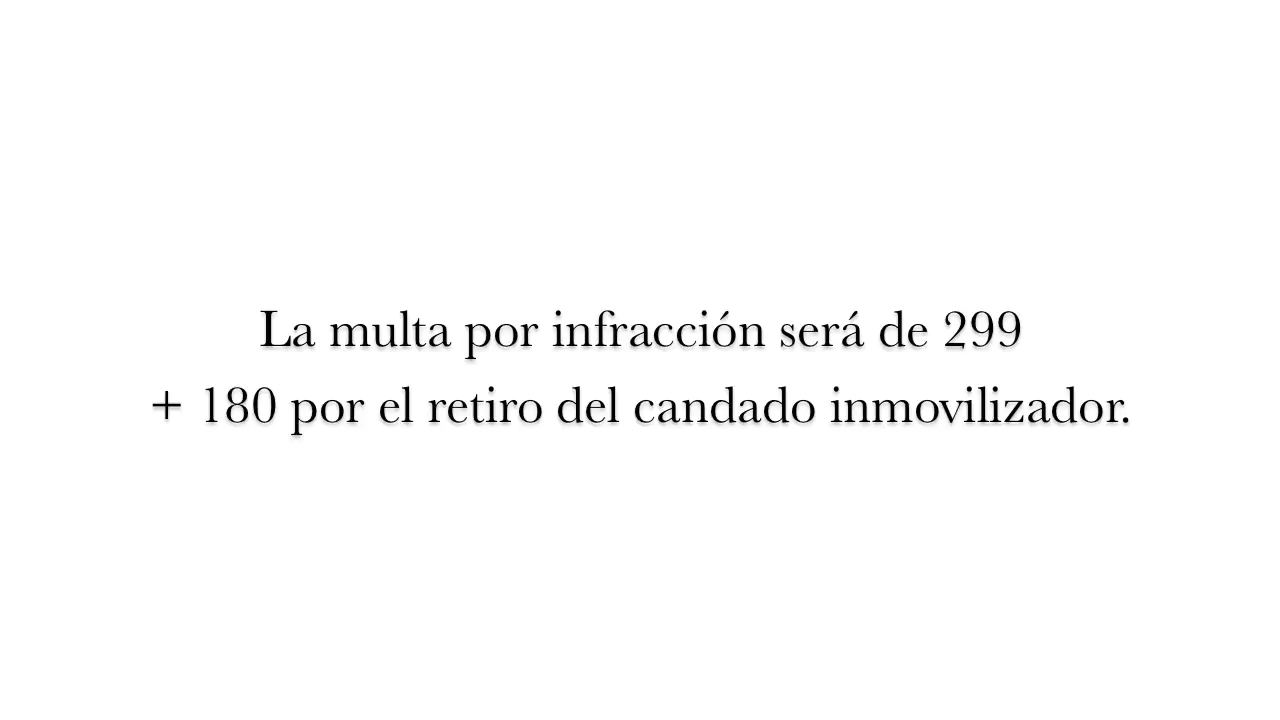 La multa por infracción será de 299
+ 180 por el retiro del candado inmovilizador.